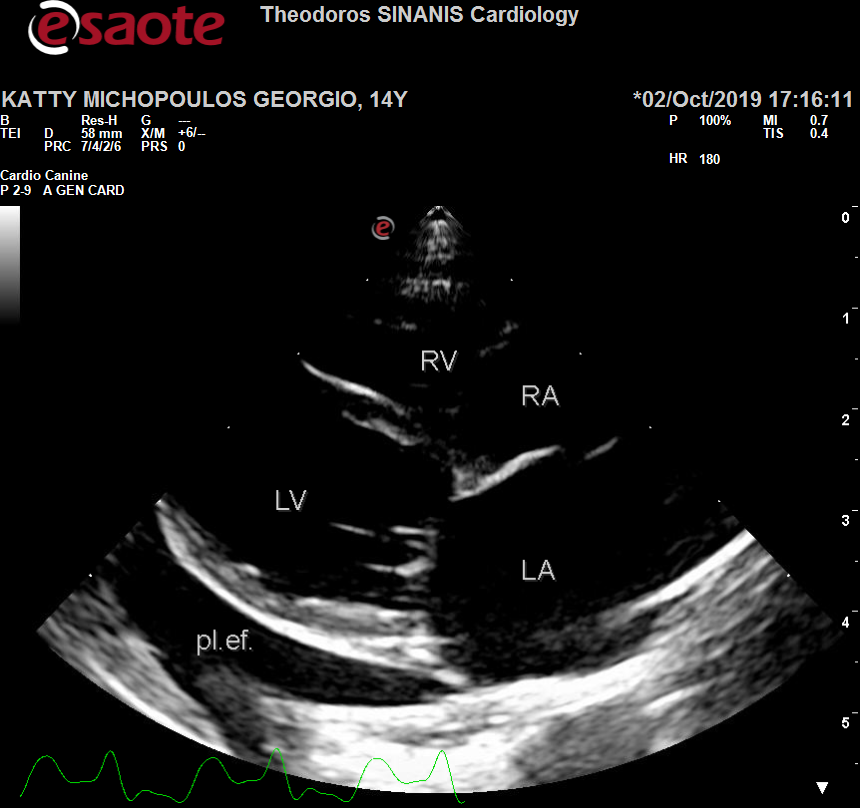 esaote
Theodoros SINANIS Cardiology
KATTY MICHOPOULOS GEORGIO, 14Y *02/Oct/2019 17:16:11
B Res-H G --- P 100% MI 0.7
TEI D 58 mm X/M +6/-- TIS 0.4
PRC 7/4/2/6 PRS 0
HR 180
Cardio Canine
P 2-9 A GEN CARD
e
0
1
RV
RA
2
LV
3
LA
4
pl.ef.
5